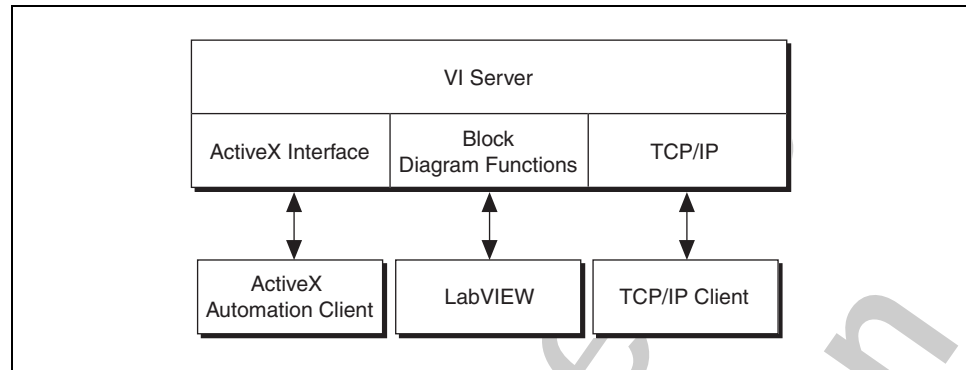 VI Server
ActiveX Interface
Block
Diagram Functions
TCP/IP
ActiveX
Automation Client
LabVIEW
TCP/IP Client